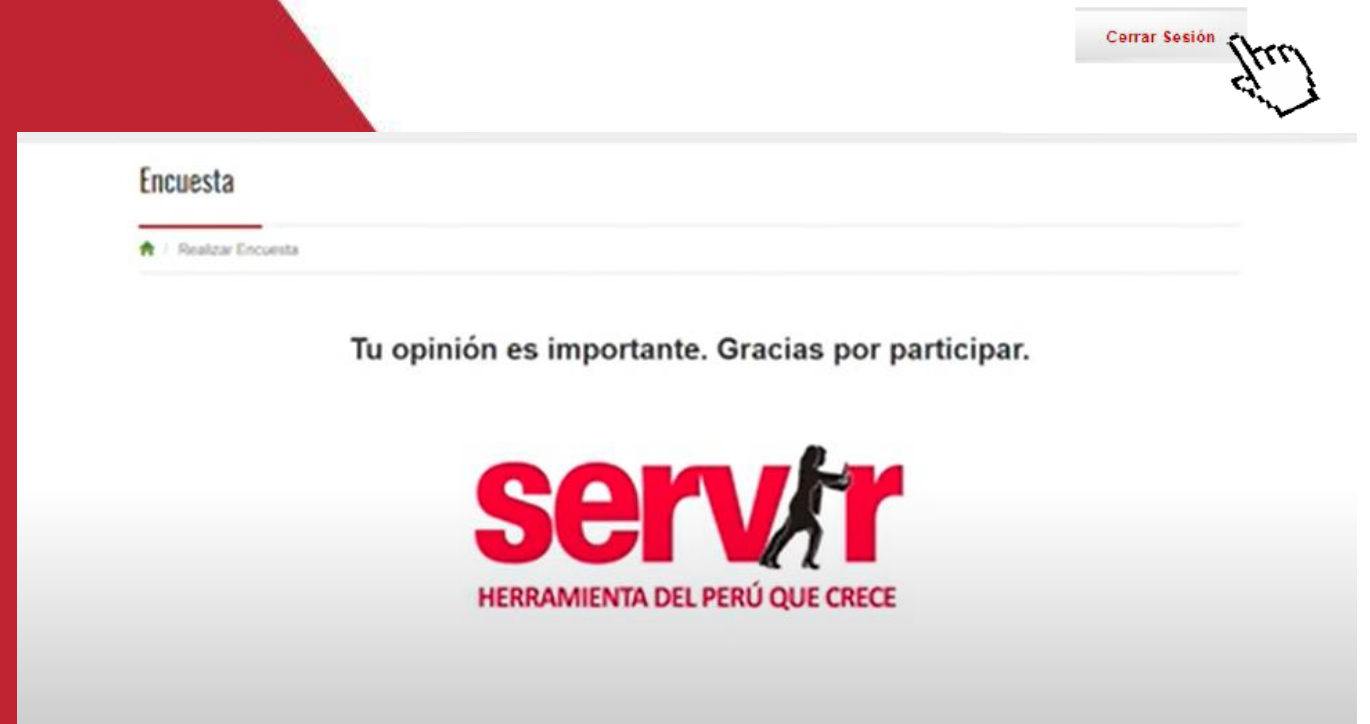 Cerrar Sesión
Encuesta
/ Realizar Encuesta
Tu opinión es importante. Gracias por participar.
servir
HERRAMIENTA DEL PERÚ QUE CRECE